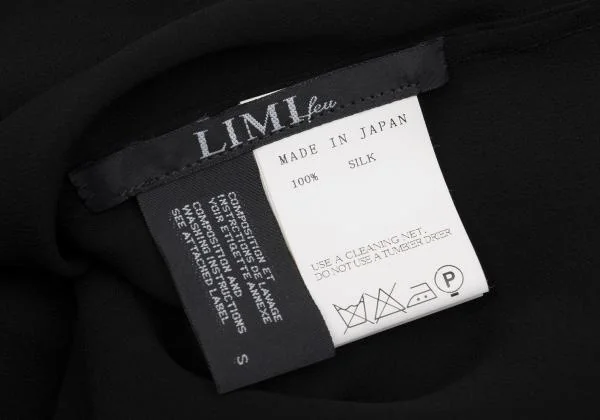 LIMI feu
MADE IN JAPAN
100% SILK
USE A CLEANING NET.
DO NOT USE A TUMBLER DRIER
P
COMPOSITION ET
INSTRUCTIONS DE LAVAGE
VOIR ETIQUETTE ANNEXE
COMPOSITION AND
WASHING INSTRUCTIONS
SEE ATTACHED LABEL
S